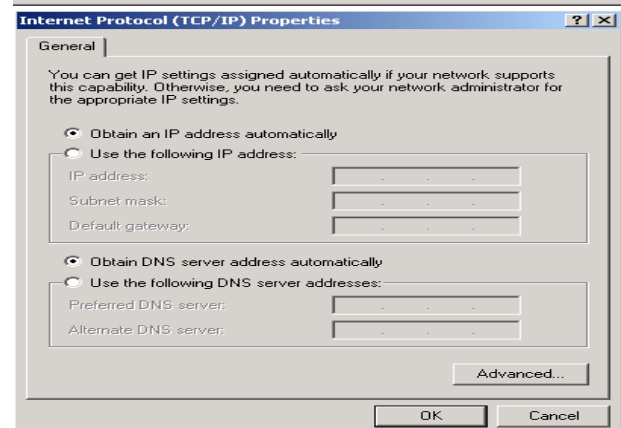 Internet Protocol (TCP/IP) Properties
General
You can get IP settings assigned automatically if your network supports
this capability. Otherwise, you need to ask your network administrator for
the appropriate IP settings.
Obtain an IP address automatically
Use the following IP address:
IP address:
Subnet mask:
Default gateway:
Obtain DNS server address automatically
Use the following DNS server addresses:
Preferred DNS server:
Alternate DNS server:
Advanced...
OK Cancel